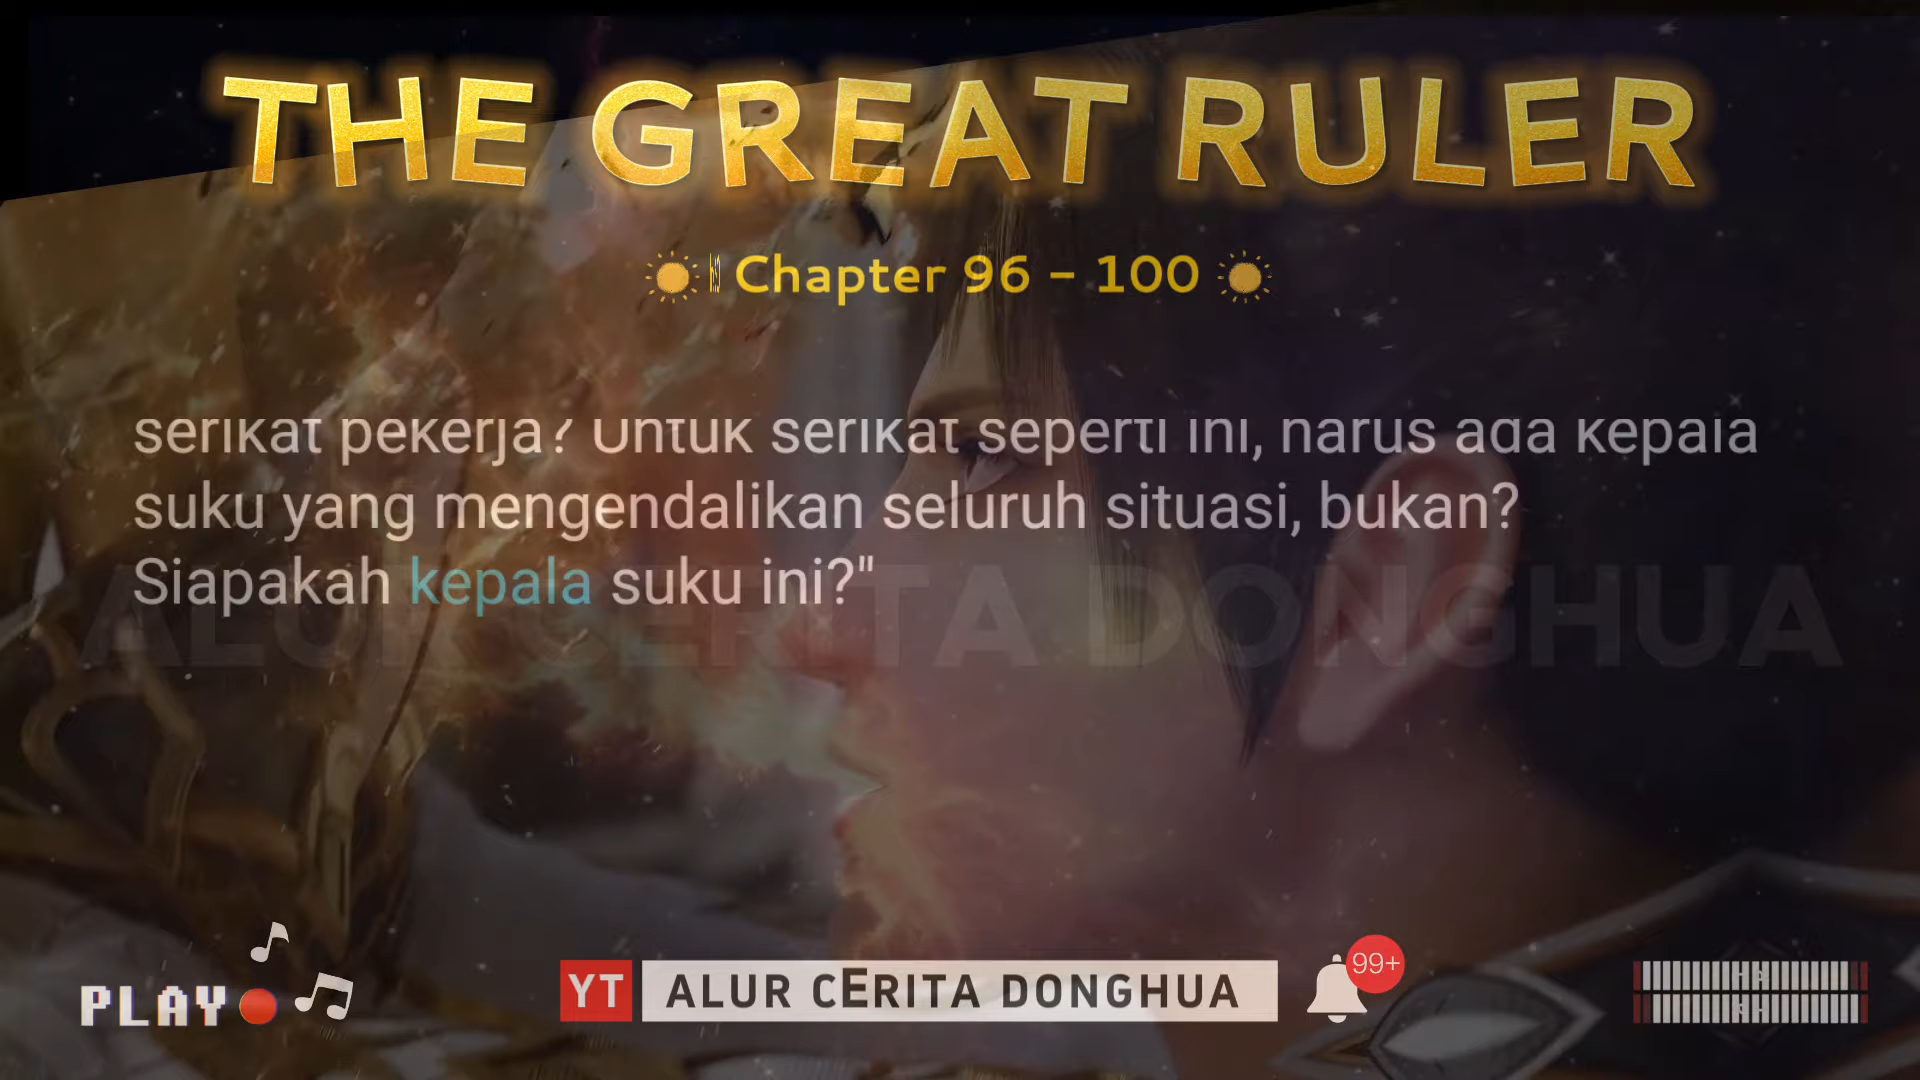 THE GREAT RULER
Chapter 96 - 100
serikat pekerja? Untuk serikat seperti ini, harus ada kepala
suku yang mengendalikan seluruh situasi, bukan?
Siapakah kepala suku ini?"
ALUR CERITA DONGHUA
PLAY
YT ALUR CERITA DONGHUA
99+